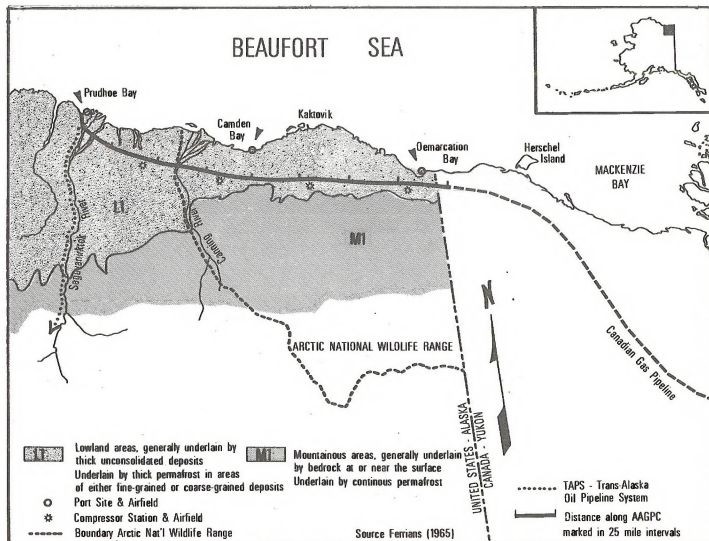 BEAUFORT SEA
Prudhoe Bay
Camden
Bay
Kaktovik
Demarcation
Bay
Herschel
Island
MACKENZIE
BAY
L1
Sagavanirktok River
Canning River
M1
N
ARCTIC NATIONAL WILDLIFE RANGE
Canadian Gas Pipeline
UNITED STATES - ALASKA
CANADA - YUKON
L1
Lowland areas, generally underlain by
thick unconsolidated deposits
Underlain by thick permafrost in areas
of either fine-grained or coarse-grained deposits
Port Site & Airfield
Compressor Station & Airfield
Boundary Arctic Nat'l Wildlife Range
M1
Mountainous areas, generally underlain
by bedrock at or near the surface
Underlain by continous permafrost
Source Ferrians (1965)
TAPS - Trans-Alaska
Oil Pipeline System
Distance along AAGPC
marked in 25 mile intervals